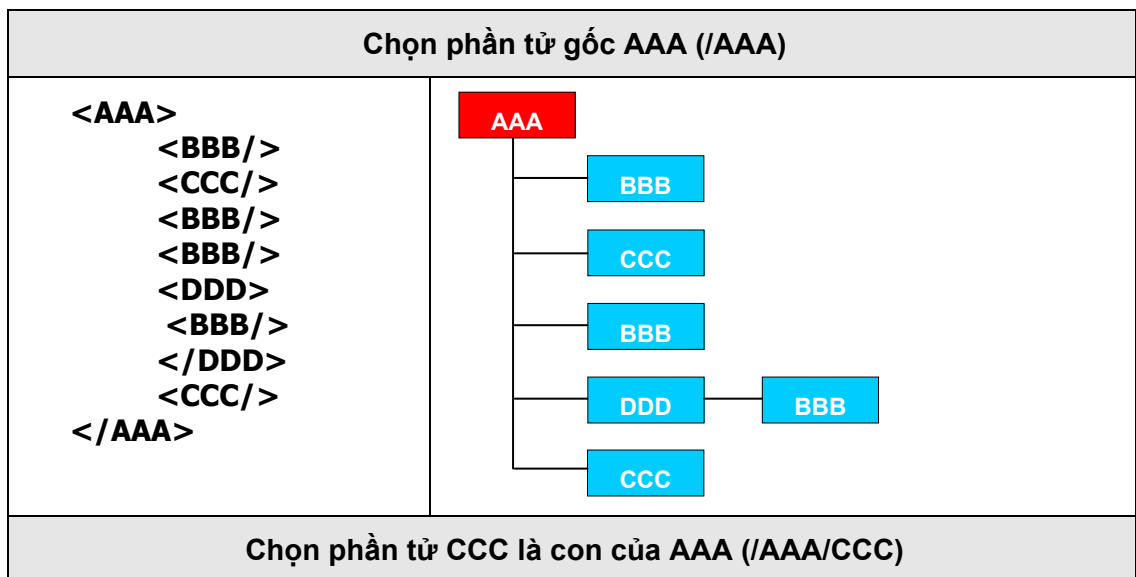 Chọn phần tử gốc AAA (/AAA)
<AAA>
<BBB/>
<CCC/>
<BBB/>
<BBB/>
<DDD>
<BBB/>
</DDD>
<CCC/>
</AAA>
AAA
BBB
CCC
BBB
DDD BBB
CCC
Chọn phần tử CCC là con của AAA (/AAA/CCC)